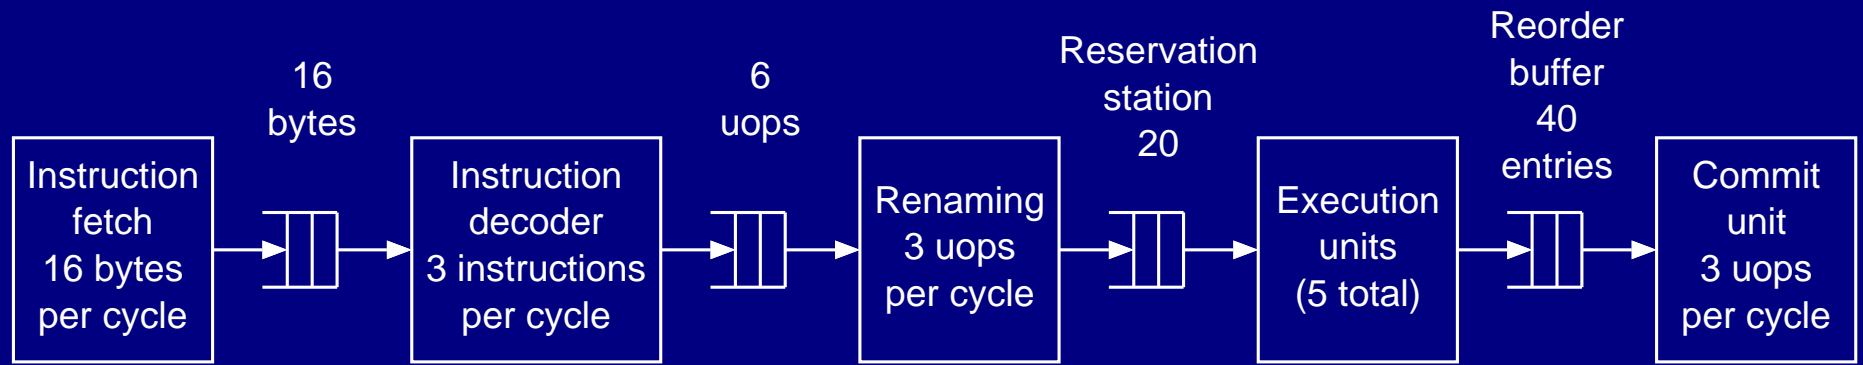 Instruction
fetch
16 bytes
per cycle
16
bytes
Instruction
decoder
3 instructions
per cycle
6
uops
Renaming
3 uops
per cycle
Reservation
station
20
Execution
units
(5 total)
Reorder
buffer
40
entries
Commit
unit
3 uops
per cycle